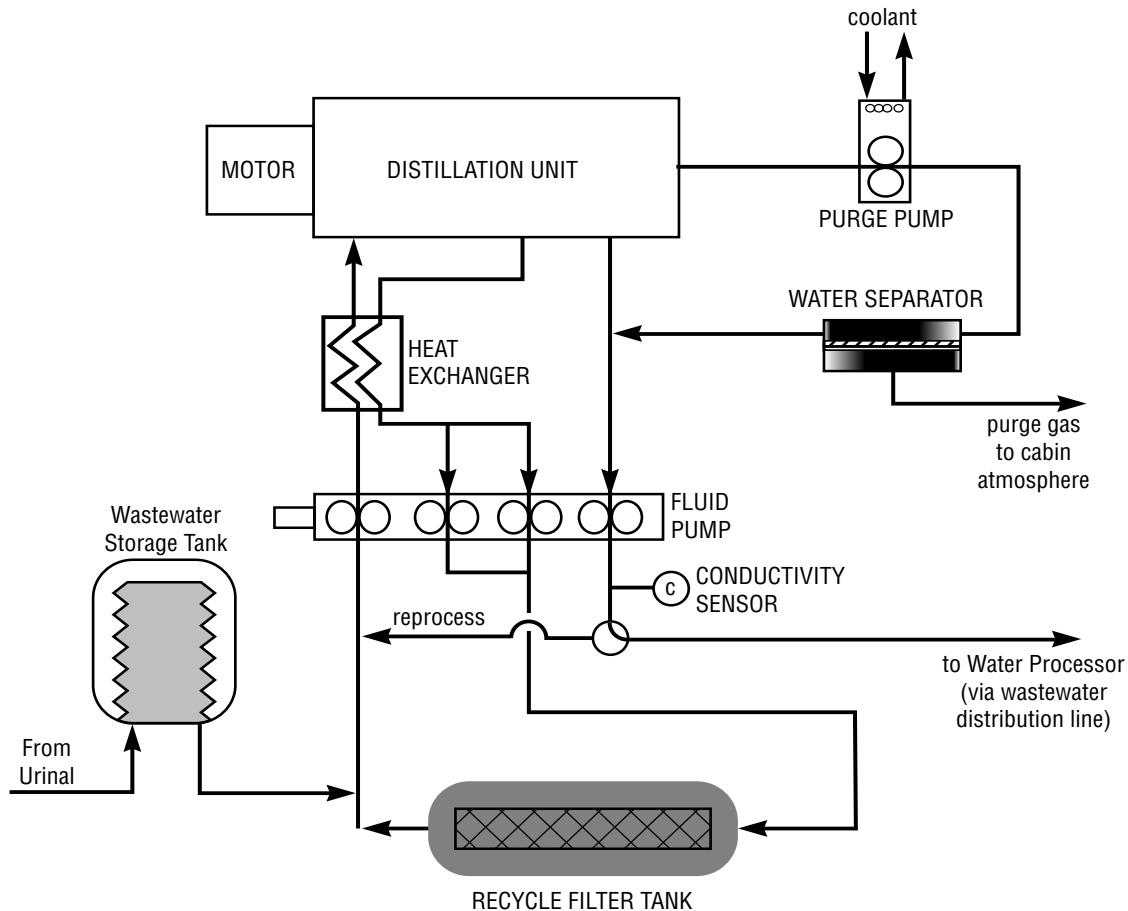 coolant
MOTOR
DISTILLATION UNIT
PURGE PUMP
WATER SEPARATOR
HEAT
EXCHANGER
purge gas
to cabin
atmosphere
FLUID
PUMP
Wastewater
Storage Tank
C
CONDUCTIVITY
SENSOR
reprocess
to Water Processor
(via wastewater
distribution line)
From
Urinal
RECYCLE FILTER TANK